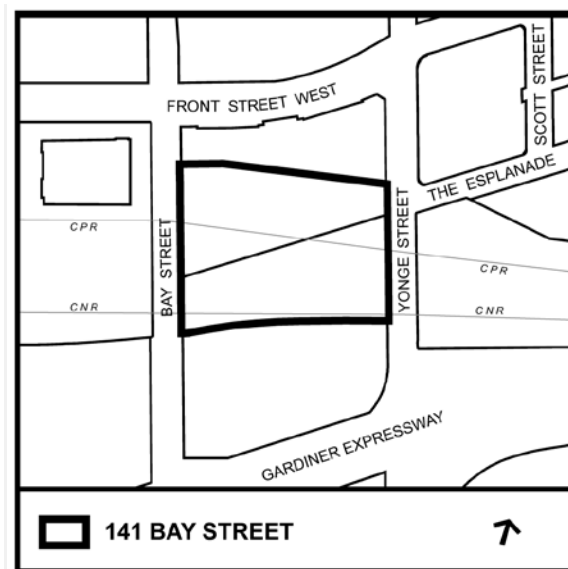 SCOTT STREET
FRONT STREET WEST
THE ESPLANADE
CPR
BAY STREET
YONGE STREET
CPR
CNR
CNR
GARDINER EXPRESSWAY
141 BAY STREET